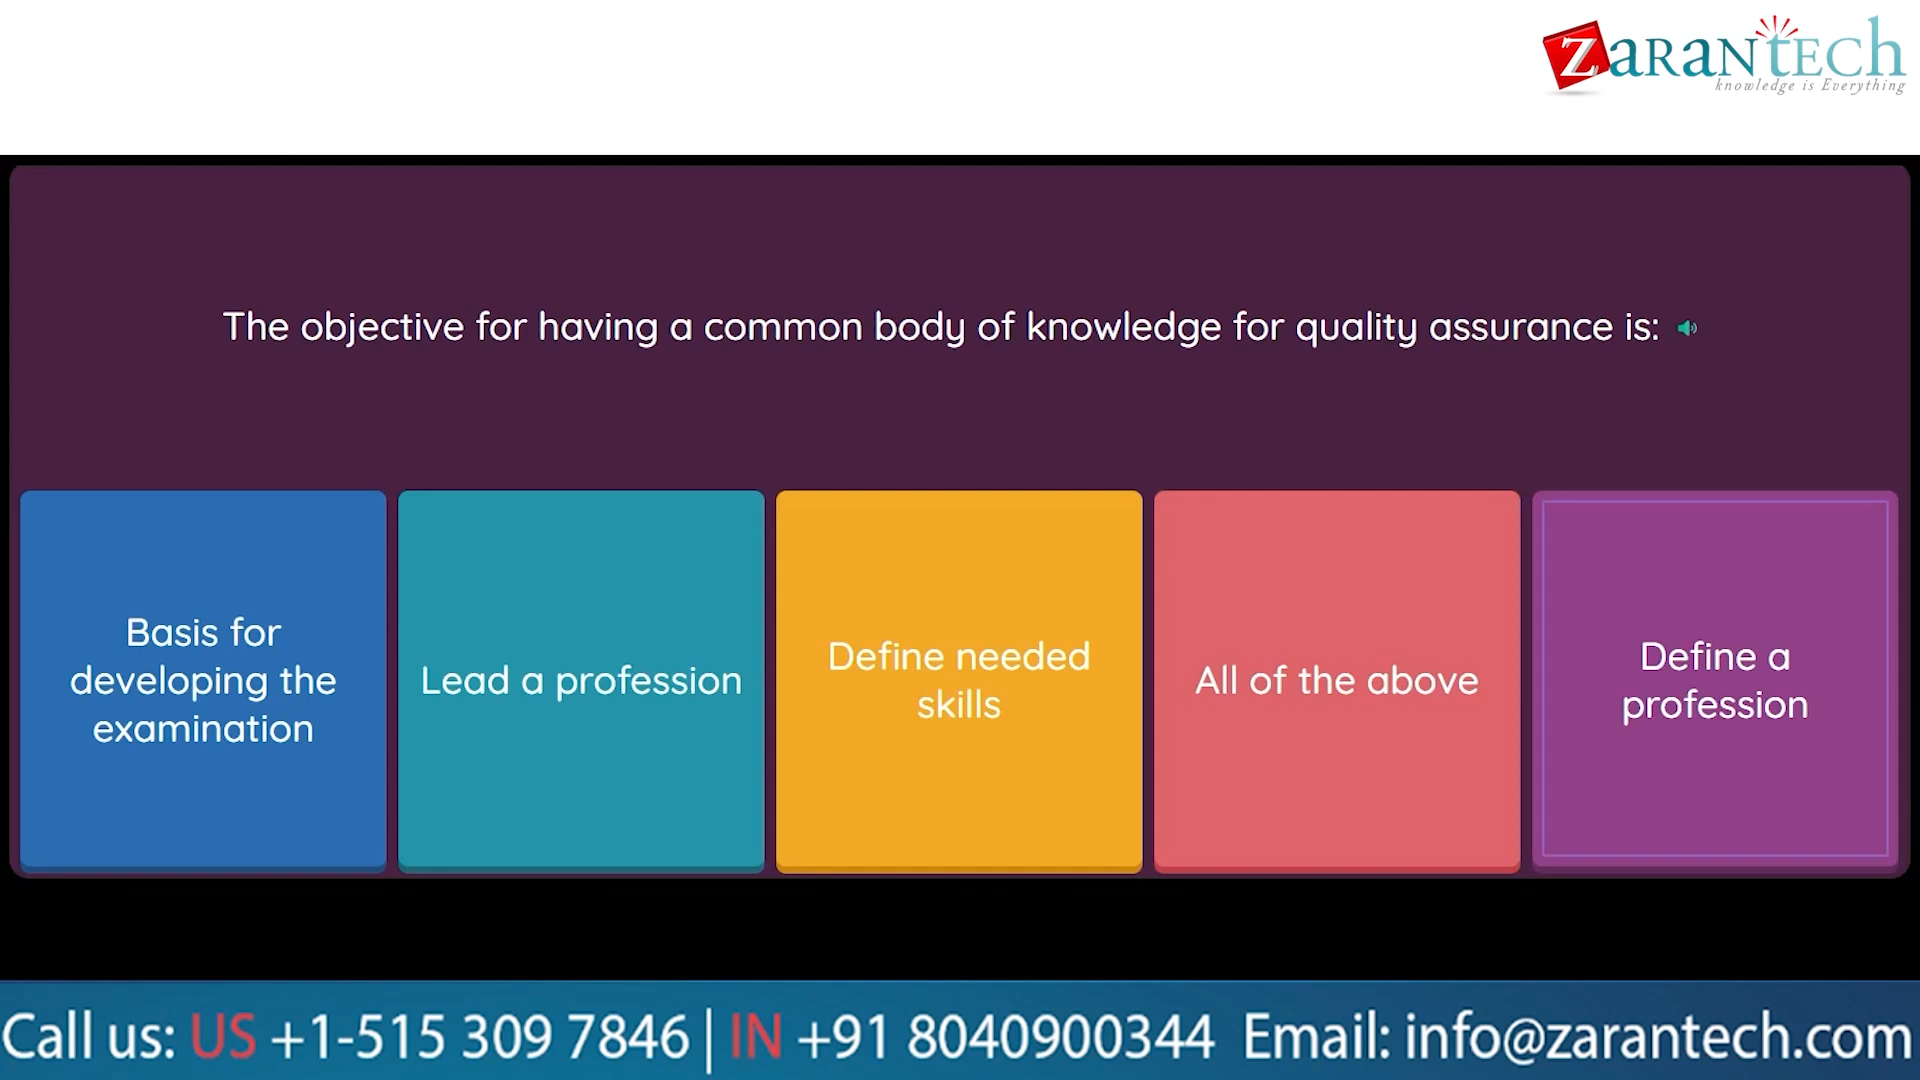 ZARANTECH
knowledge is Everything
The objective for having a common body of knowledge for quality assurance is:
Basis for
developing the
examination
Lead a profession
Define needed
skills
All of the above
Define a
profession
Call us: US +1-515 309 7846 | IN +91 8040900344 Email: info@zarantech.com